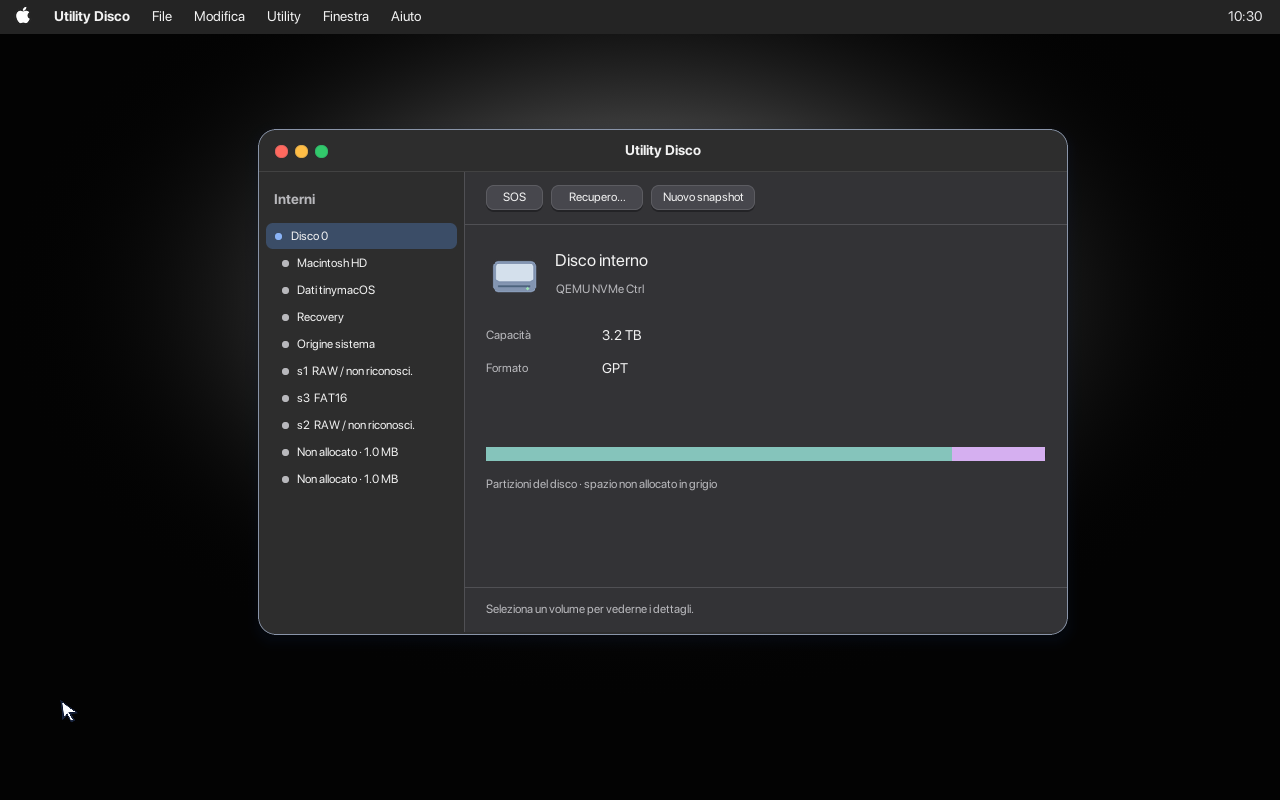 Utility Disco File Modifica Utility Finestra Aiuto 10:30
Utility Disco
Interni
SOS Recupero... Nuovo snapshot
Disco 0
Macintosh HD
Dati tinymacOS
Recovery
Origine sistema
s1 RAW / non riconosci.
s3 FAT16
s2 RAW / non riconosci.
Non allocato · 1.0 MB
Non allocato · 1.0 MB
Disco interno
QEMU NVMe Ctrl
Capacità 3.2 TB
Formato GPT
Partizioni del disco · spazio non allocato in grigio
Seleziona un volume per vederne i dettagli.